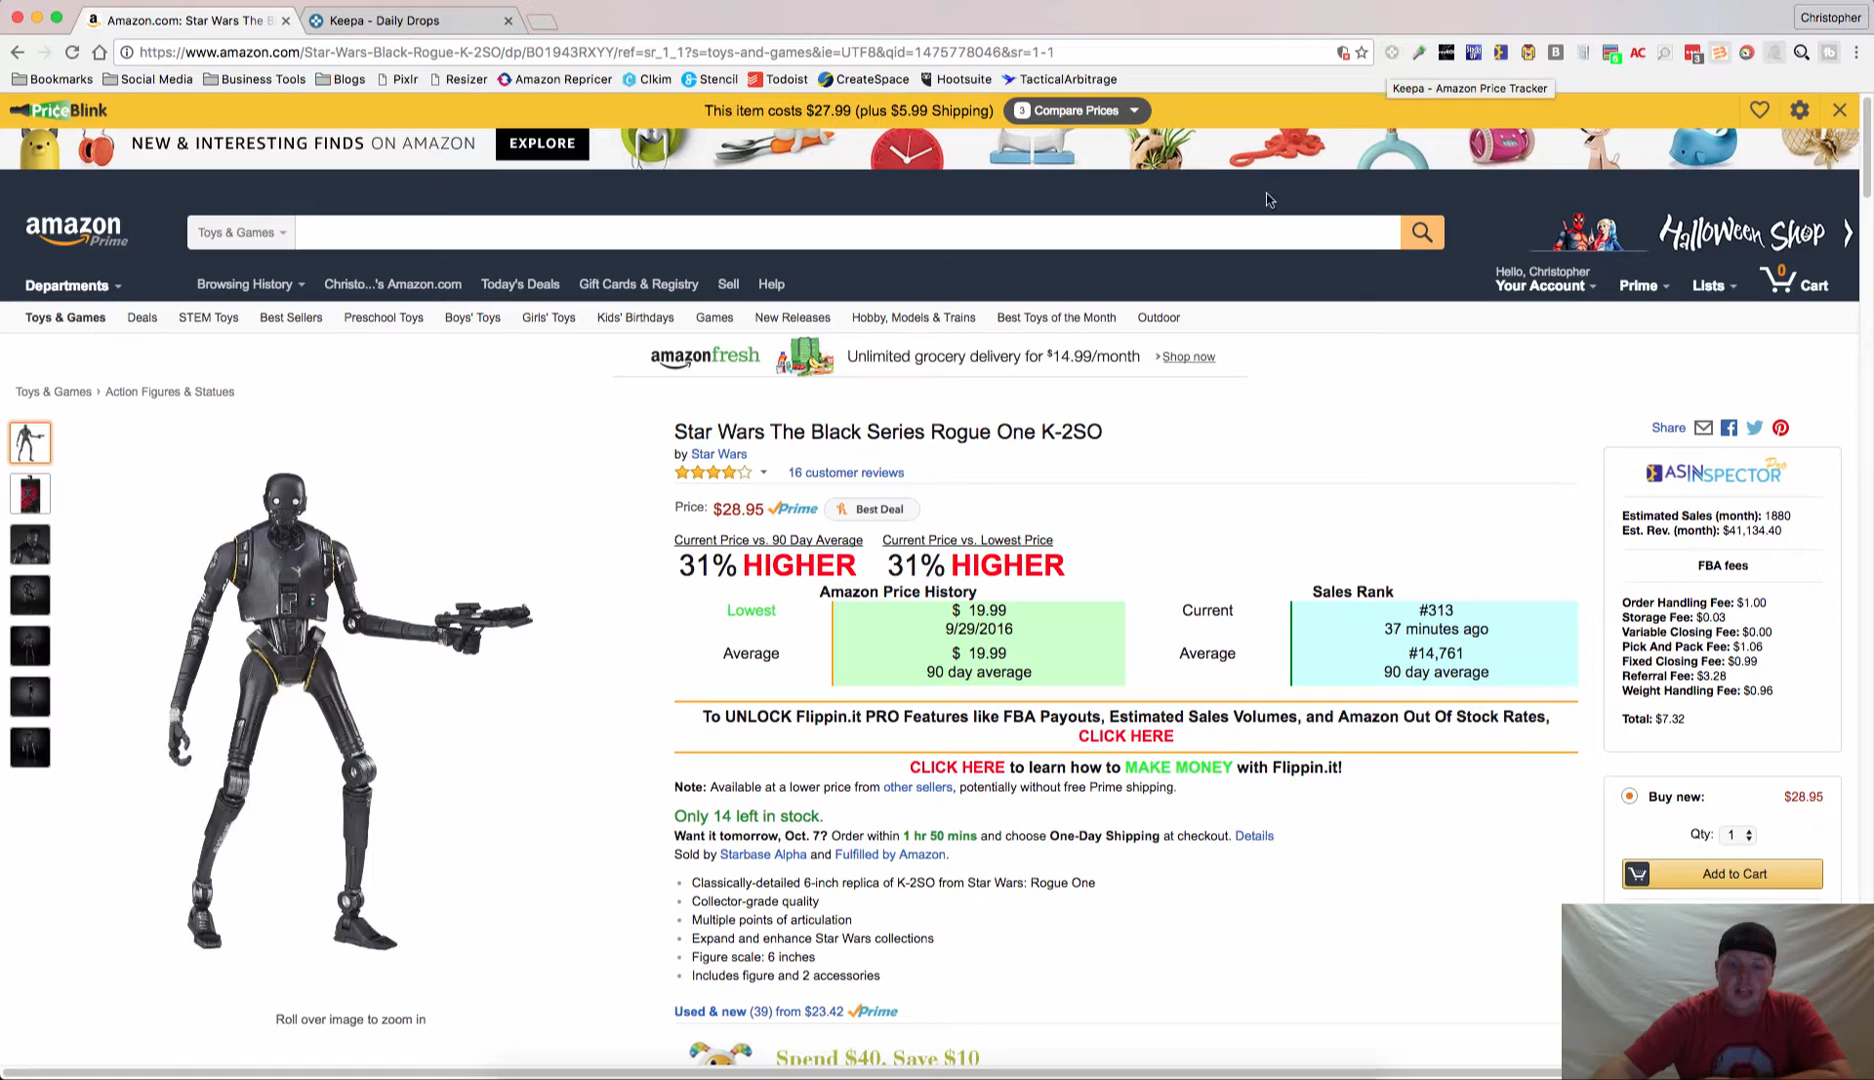 Amazon.com: Star Wars The B
Keepa - Daily Drops
Christopher
https://www.amazon.com/Star-Wars-Black-Rogue-K-2SO/dp/B01943RXYY/ref=sr_1_1?s=toys-and-games&ie=UTF8&qid=1475778046&sr=1-1
Bookmarks Social Media Business Tools Blogs Pixlr Resizer Amazon Repricer Clkim Stencil Todoist CreateSpace Hootsuite TacticalArbitrage
Keepa - Amazon Price Tracker
PriceBlink
This item costs $27.99 (plus $5.99 Shipping)
3 Compare Prices
NEW & INTERESTING FINDS ON AMAZON
EXPLORE
amazon
Prime
Toys & Games
Halloween Shop
Departments
Browsing History Christo...'s Amazon.com Today's Deals Gift Cards & Registry Sell Help
Hello, Christopher
Your Account
Prime
Lists
0
Cart
Toys & Games Deals STEM Toys Best Sellers Preschool Toys Boys' Toys Girls' Toys Kids' Birthdays Games New Releases Hobby, Models & Trains Best Toys of the Month Outdoor
amazonfresh
Unlimited grocery delivery for $14.99/month
› Shop now
Toys & Games › Action Figures & Statues
Star Wars The Black Series Rogue One K-2SO
by Star Wars
16 customer reviews
Price: $28.95 Prime
Best Deal
Current Price vs. 90 Day Average
Current Price vs. Lowest Price
31% HIGHER
31% HIGHER
Amazon Price History
Sales Rank
Lowest
$ 19.99
9/29/2016
Current
#313
37 minutes ago
Average
$ 19.99
90 day average
Average
#14,761
90 day average
To UNLOCK Flippin.it PRO Features like FBA Payouts, Estimated Sales Volumes, and Amazon Out Of Stock Rates,
CLICK HERE
CLICK HERE to learn how to MAKE MONEY with Flippin.it!
Note: Available at a lower price from other sellers, potentially without free Prime shipping.
Only 14 left in stock.
Want it tomorrow, Oct. 7? Order within 1 hr 50 mins and choose One-Day Shipping at checkout. Details
Sold by Starbase Alpha and Fulfilled by Amazon.
Classically-detailed 6-inch replica of K-2SO from Star Wars: Rogue One
Collector-grade quality
Multiple points of articulation
Expand and enhance Star Wars collections
Figure scale: 6 inches
Includes figure and 2 accessories
Used & new (39) from $23.42 Prime
Spend $40, Save $10
Roll over image to zoom in
Share
ASINSPECTOR Pro
Estimated Sales (month): 1880
Est. Rev. (month): $41,134.40
FBA fees
Order Handling Fee: $1.00
Storage Fee: $0.03
Variable Closing Fee: $0.00
Pick And Pack Fee: $1.06
Fixed Closing Fee: $0.99
Referral Fee: $3.28
Weight Handling Fee: $0.96
Total: $7.32
Buy new:
$28.95
Qty: 1
Add to Cart